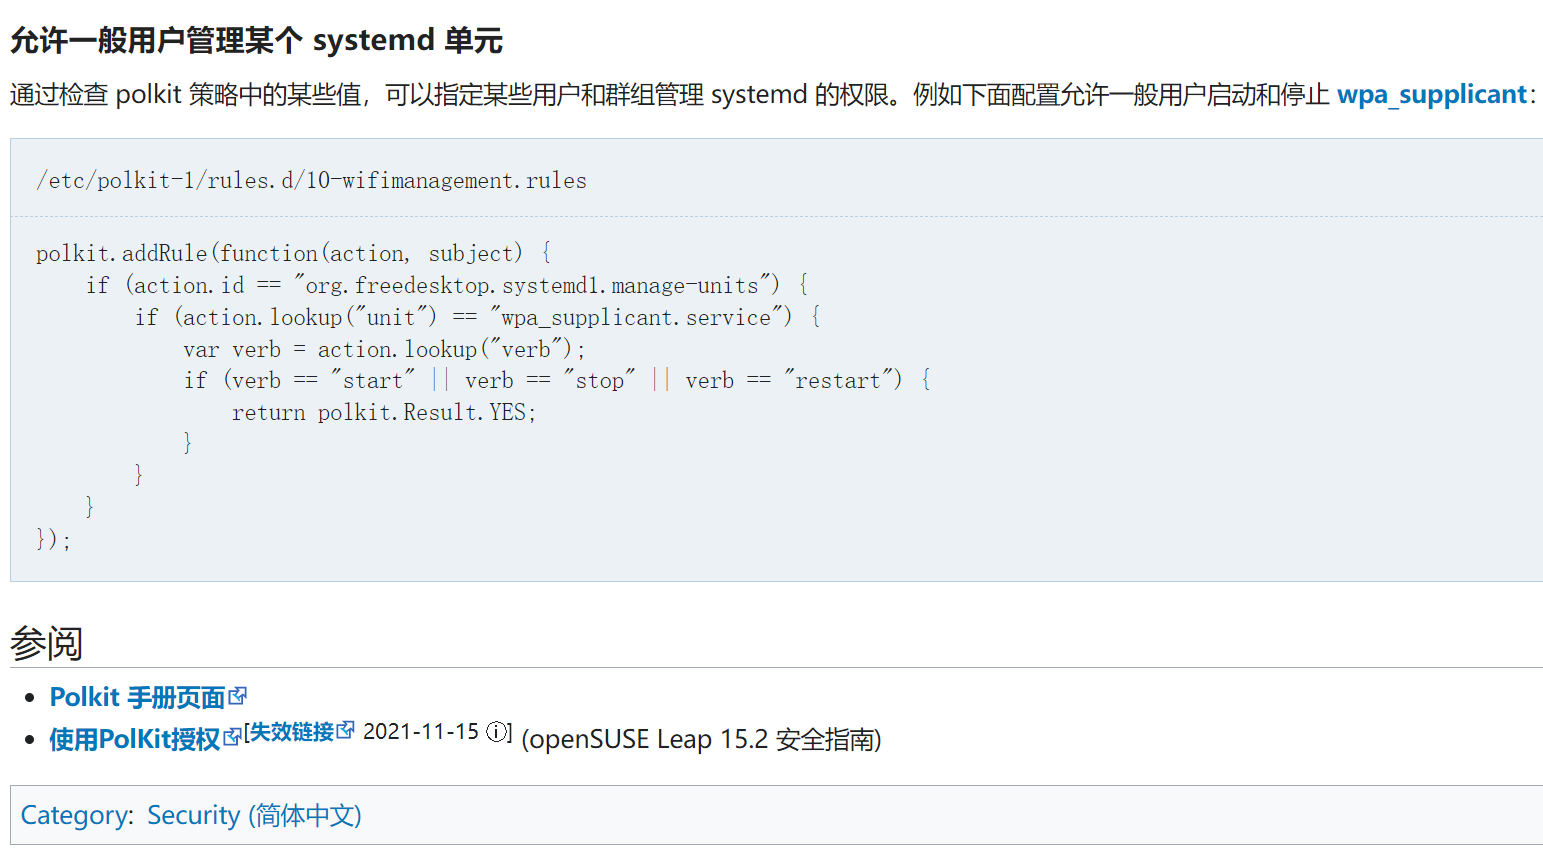 允许一般用户管理某个 systemd 单元
通过检查 polkit 策略中的某些值，可以指定某些用户和群组管理 systemd 的权限。例如下面配置允许一般用户启动和停止 wpa_supplicant：
/etc/polkit-1/rules.d/10-wifimanagement.rules
polkit.addRule(function(action, subject) {
    if (action.id == "org.freedesktop.systemd1.manage-units") {
        if (action.lookup("unit") == "wpa_supplicant.service") {
            var verb = action.lookup("verb");
            if (verb == "start" || verb == "stop" || verb == "restart") {
                return polkit.Result.YES;
            }
        }
    }
});
参阅
• Polkit 手册页面
• 使用PolKit授权[失效链接 2021-11-15 ⓘ] (openSUSE Leap 15.2 安全指南)
Category: Security (简体中文)